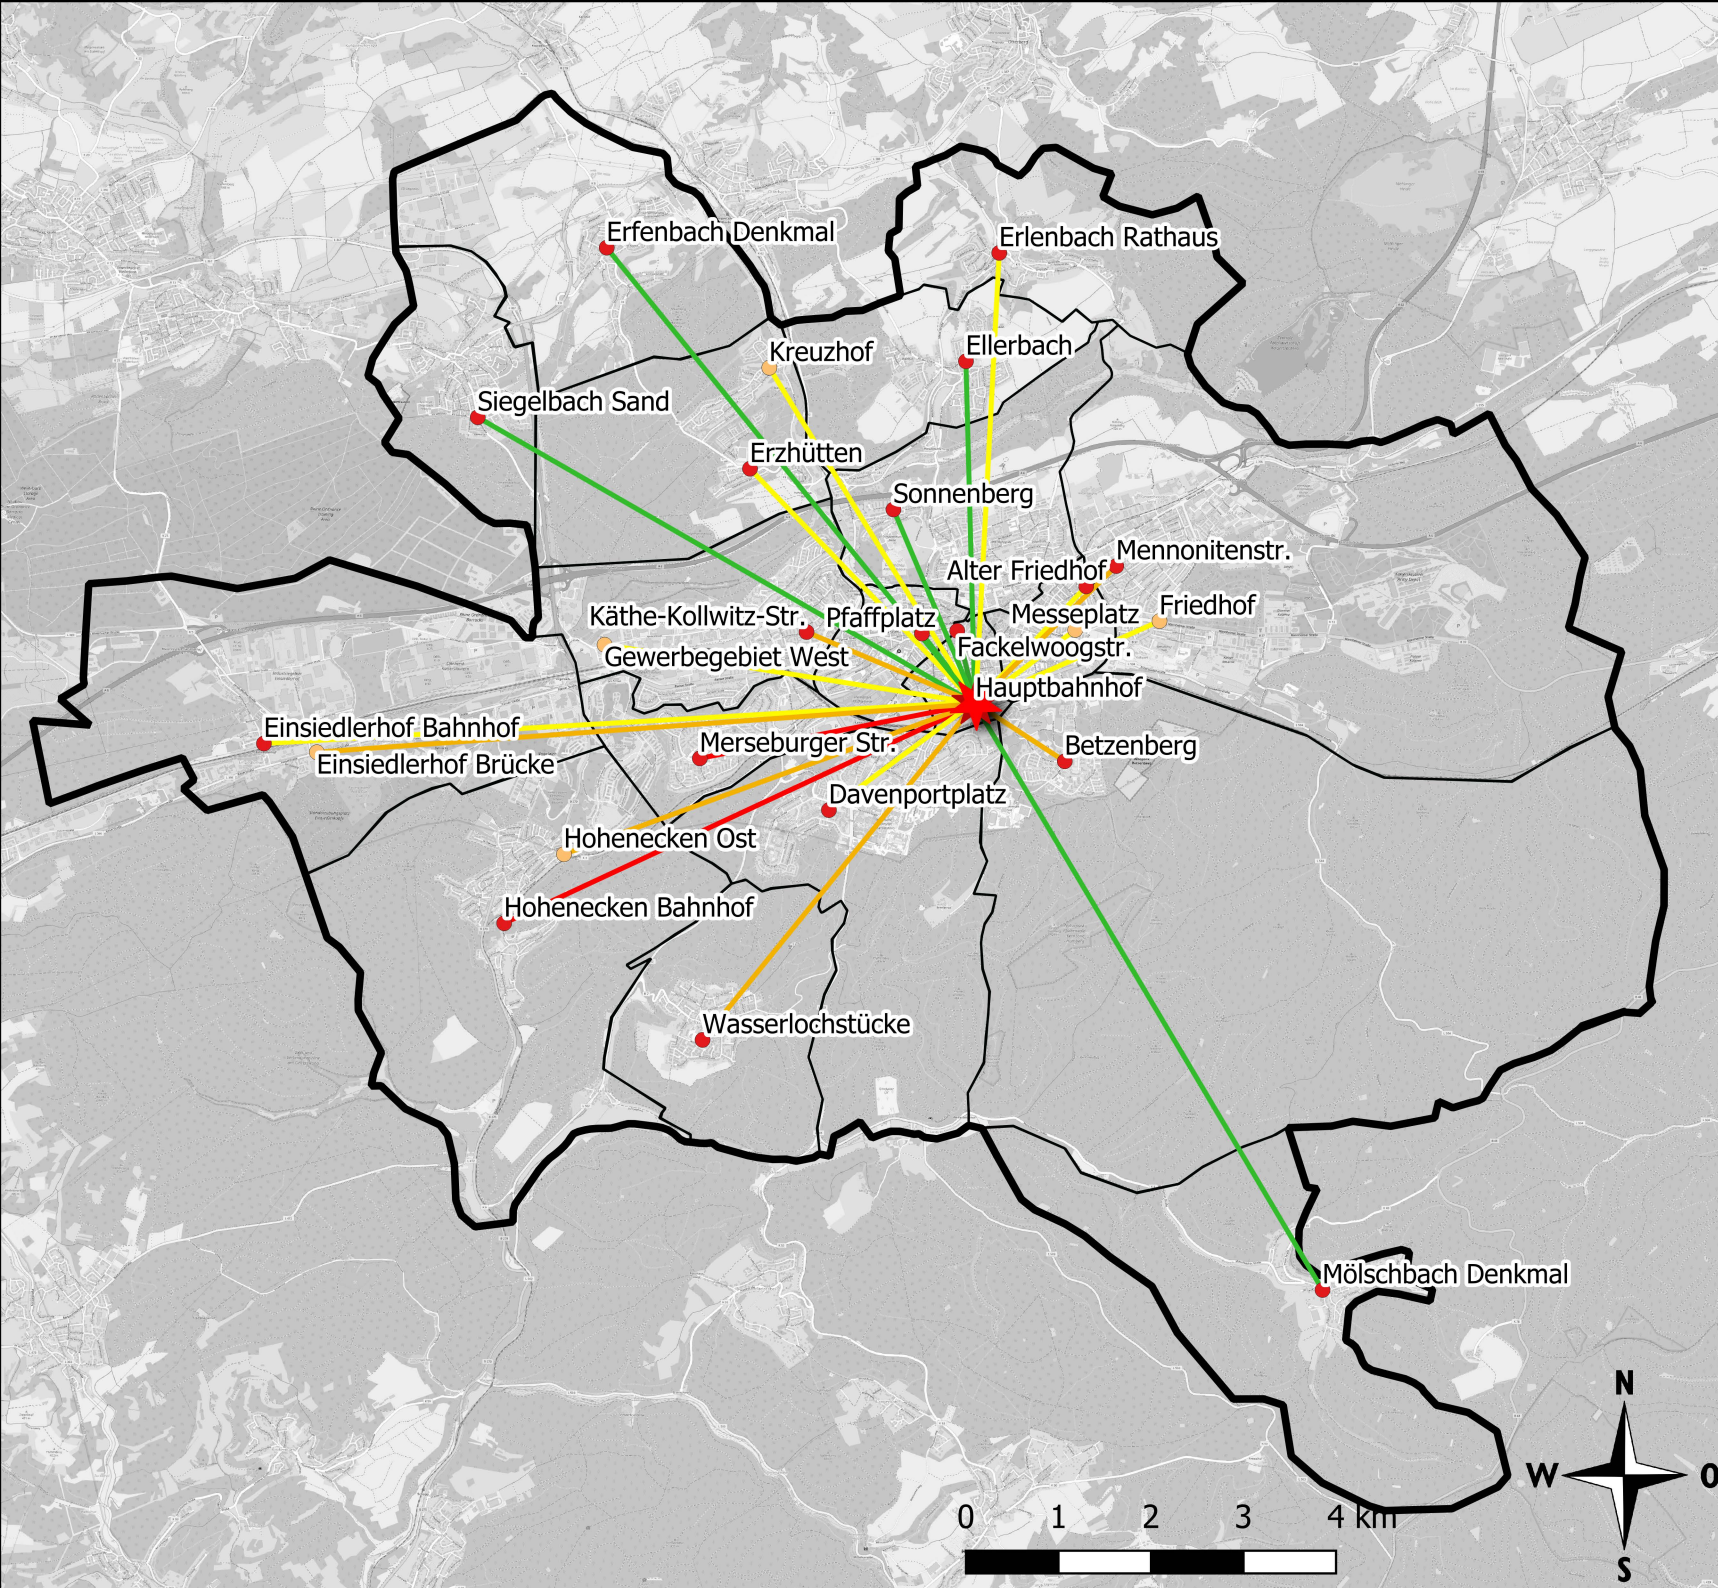 Erfenbach Denkmal
Erlenbach Rathaus
Kreuzhof
Ellerbach
Siegelbach Sand
Erzhütten
Sonnenberg
Mennonitenstr.
Alter Friedhof
Käthe-Kollwitz-Str.
Pfaffplatz
Messeplatz
Friedhof
Fackelwoogstr.
Gewerbegebiet West
Hauptbahnhof
Einsiedlerhof Bahnhof
Merseburger Str.
Betzenberg
Einsiedlerhof Brücke
Davenportplatz
Hohenecken Ost
Hohenecken Bahnhof
Wasserlochstücke
Mölschbach Denkmal
N
W
O
S
0 1 2 3 4 km